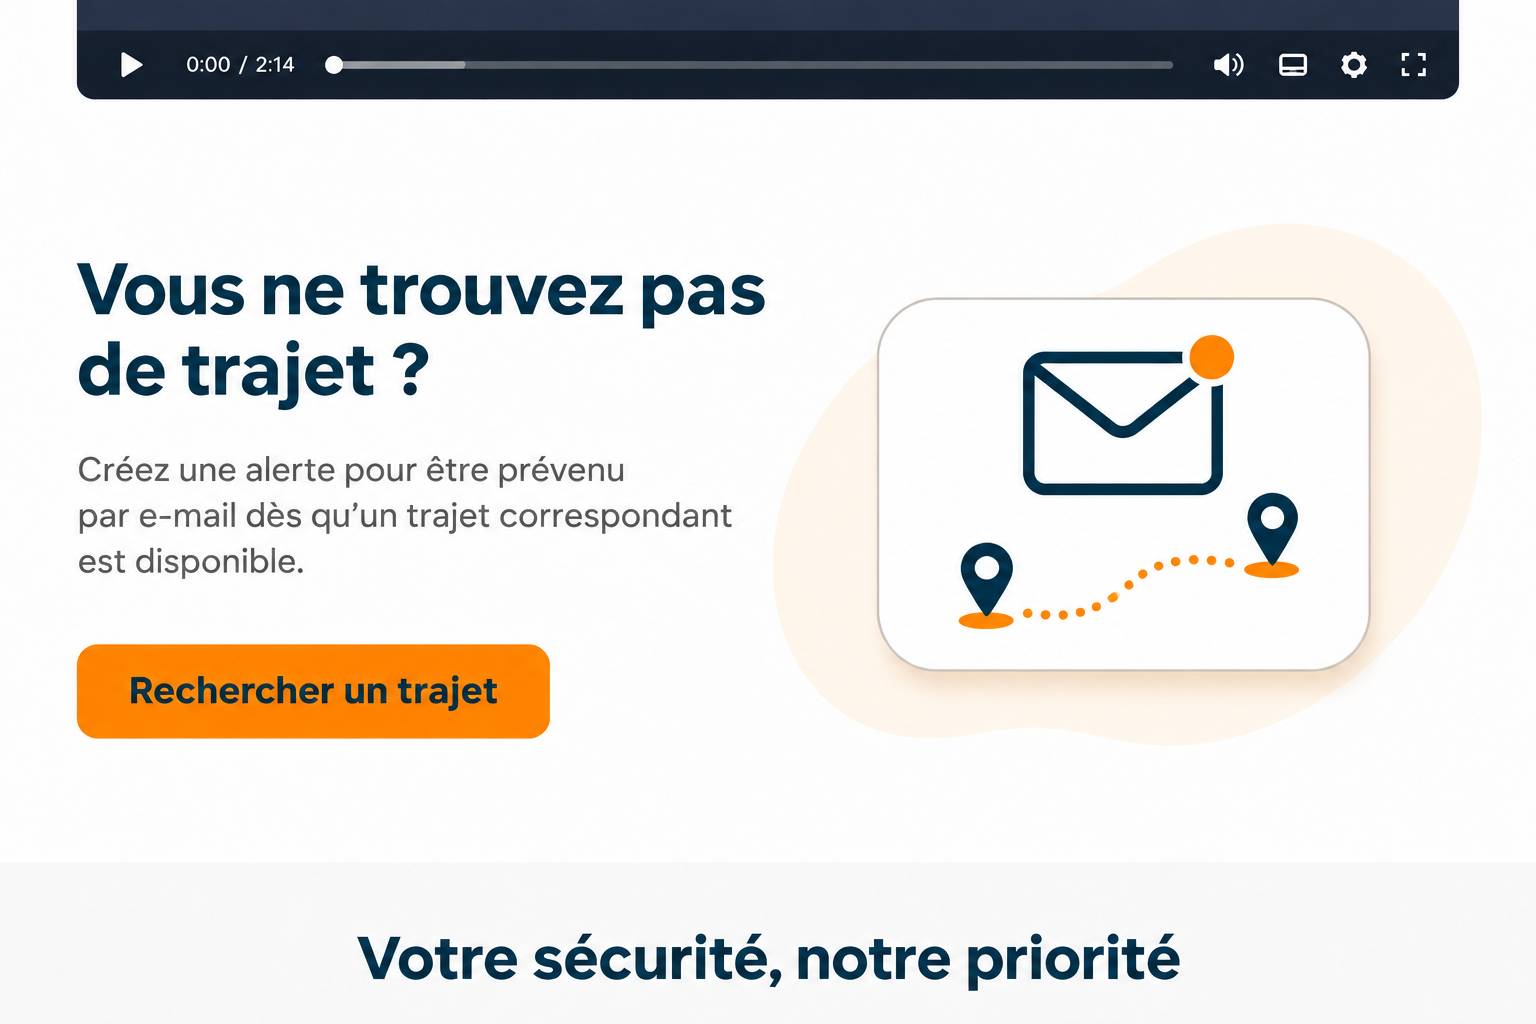 0:00 / 2:14
Vous ne trouvez pas
de trajet ?
Créez une alerte pour être prévenu
par e-mail dès qu’un trajet correspondant
est disponible.
Rechercher un trajet
Votre sécurité, notre priorité